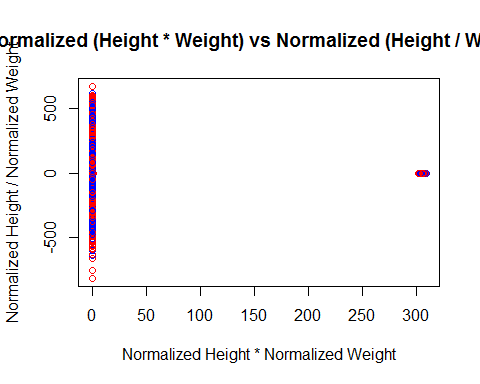 ormalized (Height * Weight) vs Normalized (Height / W
Normalized Height / Normalized Weight
500
0
-500
0 50 100 150 200 250 300
Normalized Height * Normalized Weight